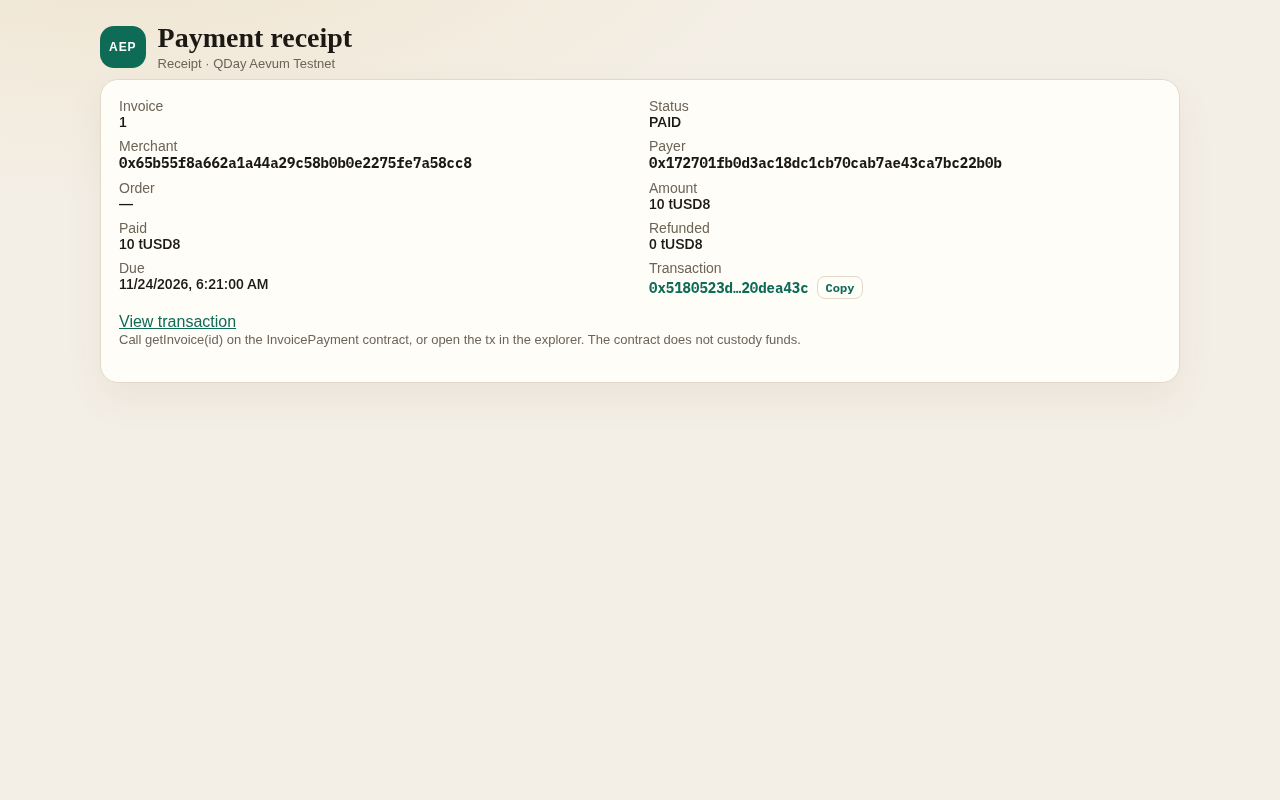 AEP
Payment receipt
Receipt · QDay Aevum Testnet
Invoice
1
Status
PAID
Merchant
0x65b55f8a662a1a44a29c58b0b0e2275fe7a58cc8
Payer
0x172701fb0d3ac18dc1cb70cab7ae43ca7bc22b0b
Order
—
Amount
10 tUSD8
Paid
10 tUSD8
Refunded
0 tUSD8
Due
11/24/2026, 6:21:00 AM
Transaction
0x5180523d…20dea43c Copy
View transaction
Call getInvoice(id) on the InvoicePayment contract, or open the tx in the explorer. The contract does not custody funds.